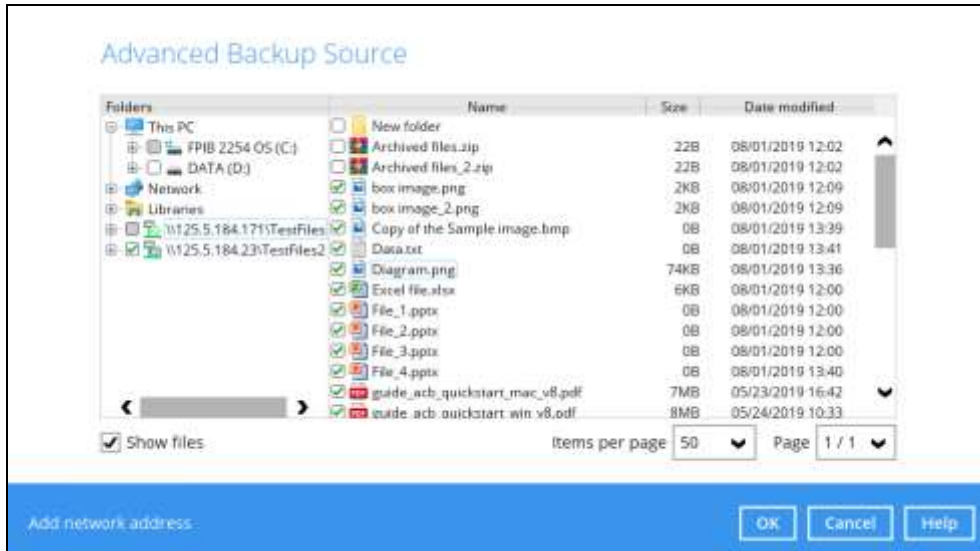 Advanced Backup Source
Folders Name Size Date modified
This PC New folder
FPIB 2254 OS (C:) Archived files.zip 22B 08/01/2019 12:02
DATA (D:) Archived files_2.zip 22B 08/01/2019 12:02
Network box image.png 2KB 08/01/2019 12:09
Libraries box image_2.png 2KB 08/01/2019 12:09
\\125.5.184.171\TestFiles Copy of the Sample image.bmp 0B 08/01/2019 13:39
\\125.5.184.23\TestFiles2 Data.txt 0B 08/01/2019 13:41
Diagram.png 74KB 08/01/2019 13:36
Excel file.xlsx 6KB 08/01/2019 12:00
File_1.pptx 0B 08/01/2019 12:00
File_2.pptx 0B 08/01/2019 12:00
File_3.pptx 0B 08/01/2019 12:00
File_4.pptx 0B 08/01/2019 13:40
guide_acb_quickstart_mac_v8.pdf 7MB 05/23/2019 16:42
guide_acb_quickstart_win_v8.pdf 8MB 05/24/2019 10:33
Show files Items per page 50 Page 1 / 1
Add network address OK Cancel Help